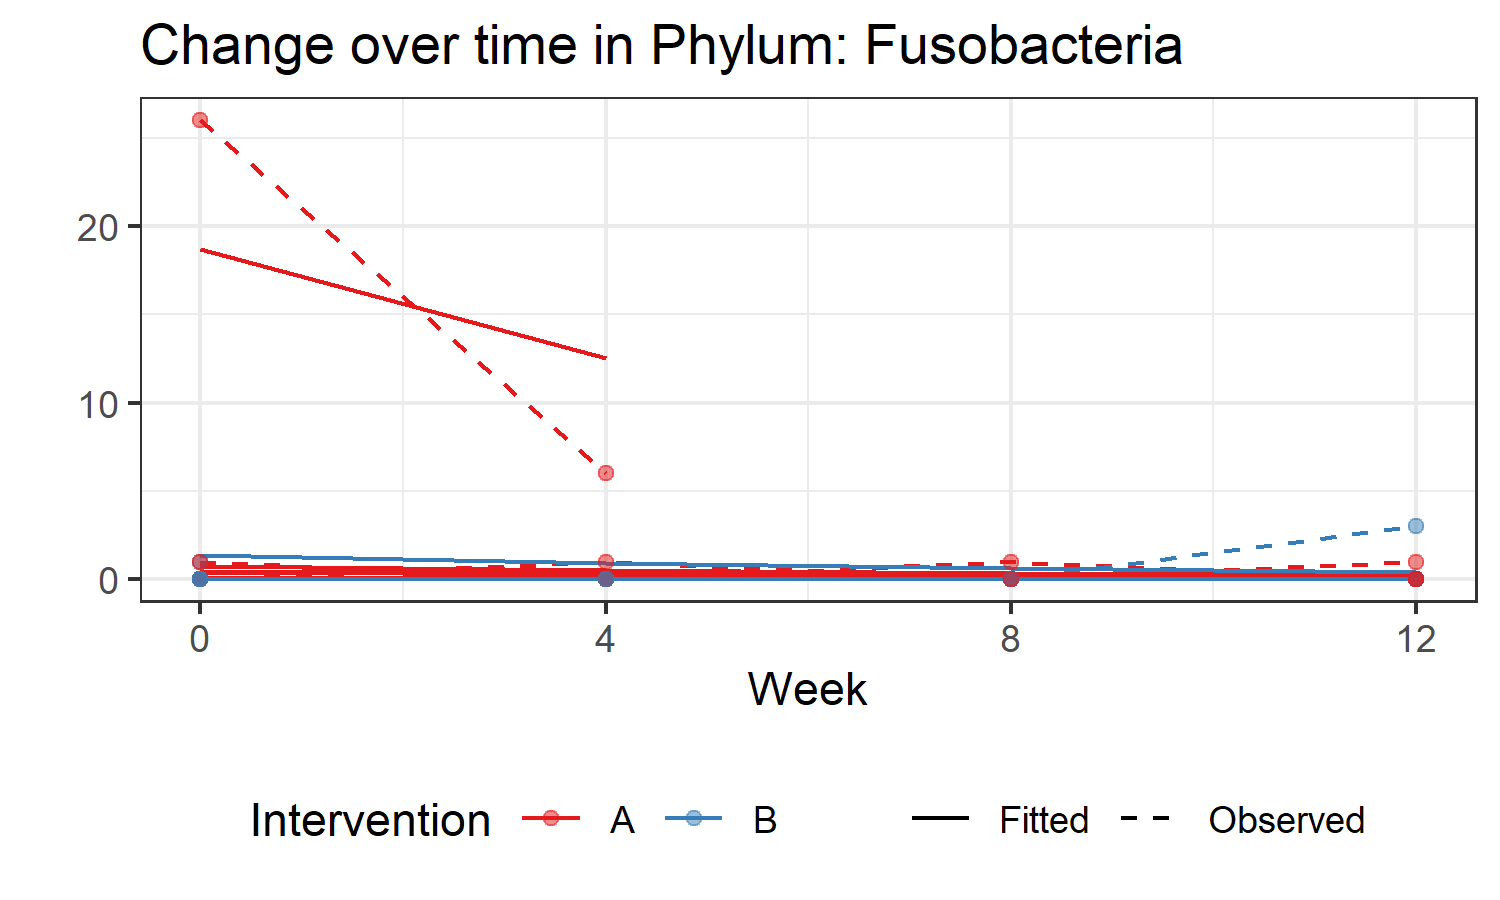 Change over time in Phylum: Fusobacteria
20
10
0
0 4 8 12
Week
Intervention A B Fitted Observed